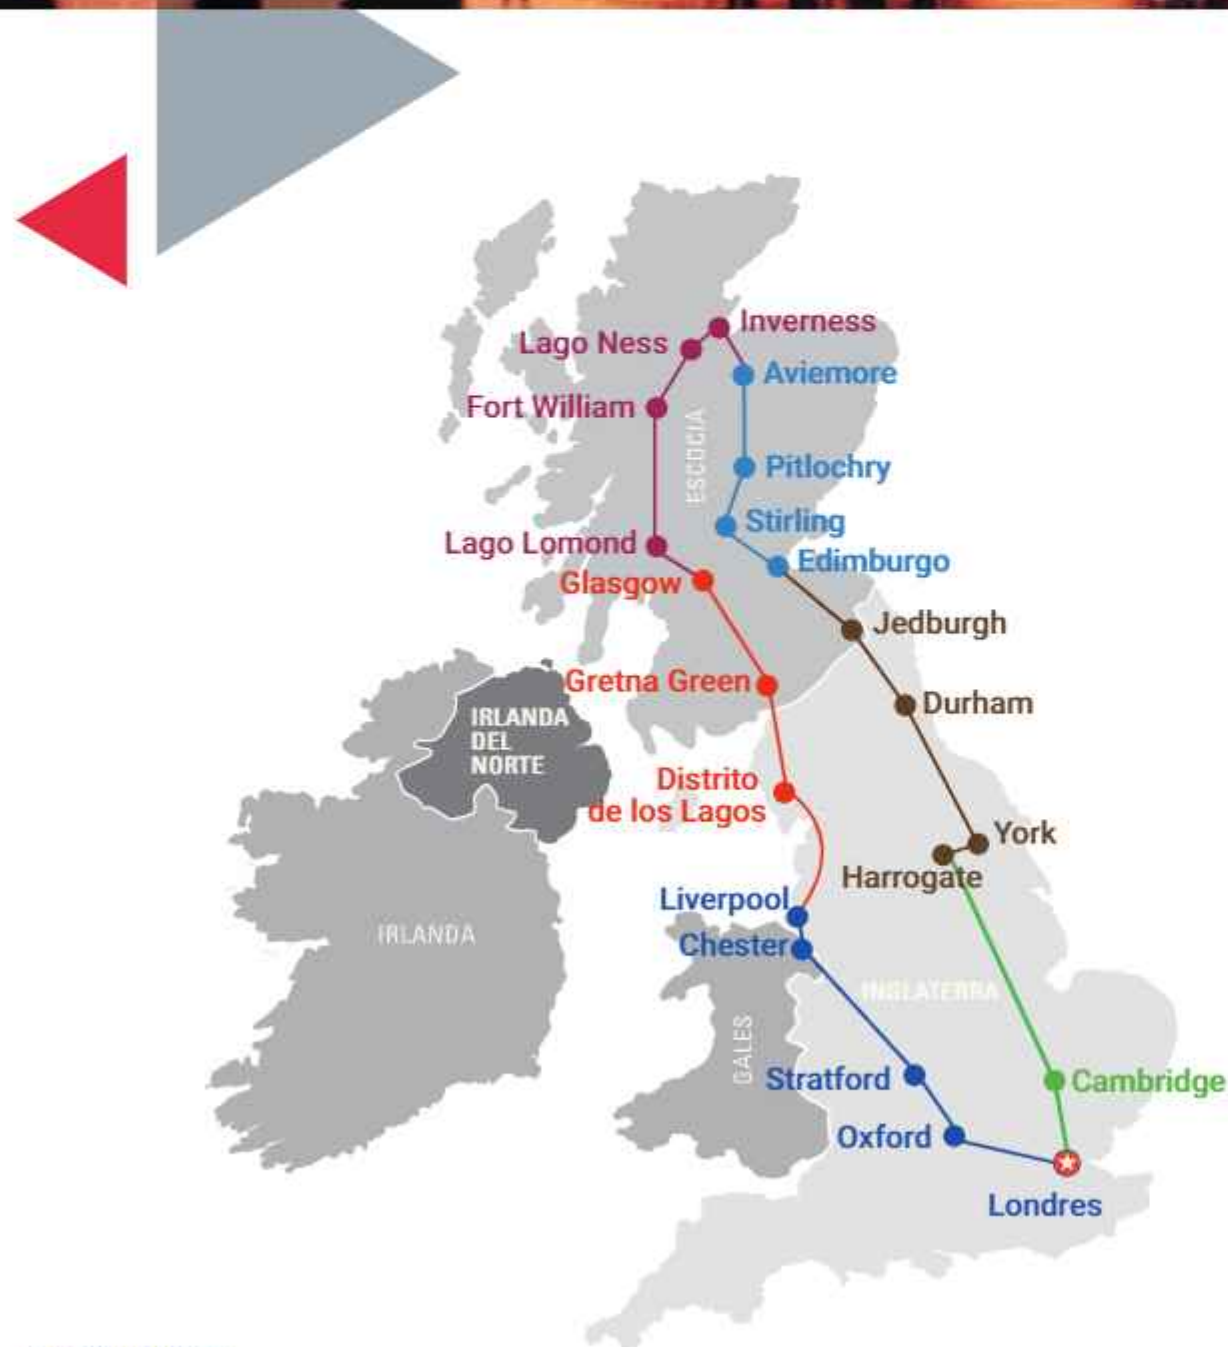 Inverness
Lago Ness
Aviemore
Fort William
ESCOCIA
Pitlochry
Stirling
Lago Lomond
Edimburgo
Glasgow
Jedburgh
Gretna Green
Durham
IRLANDA
DEL
NORTE
Distrito
de los Lagos
York
Harrogate
Liverpool
IRLANDA
Chester
INGLATERRA
GALES
Stratford
Cambridge
Oxford
Londres